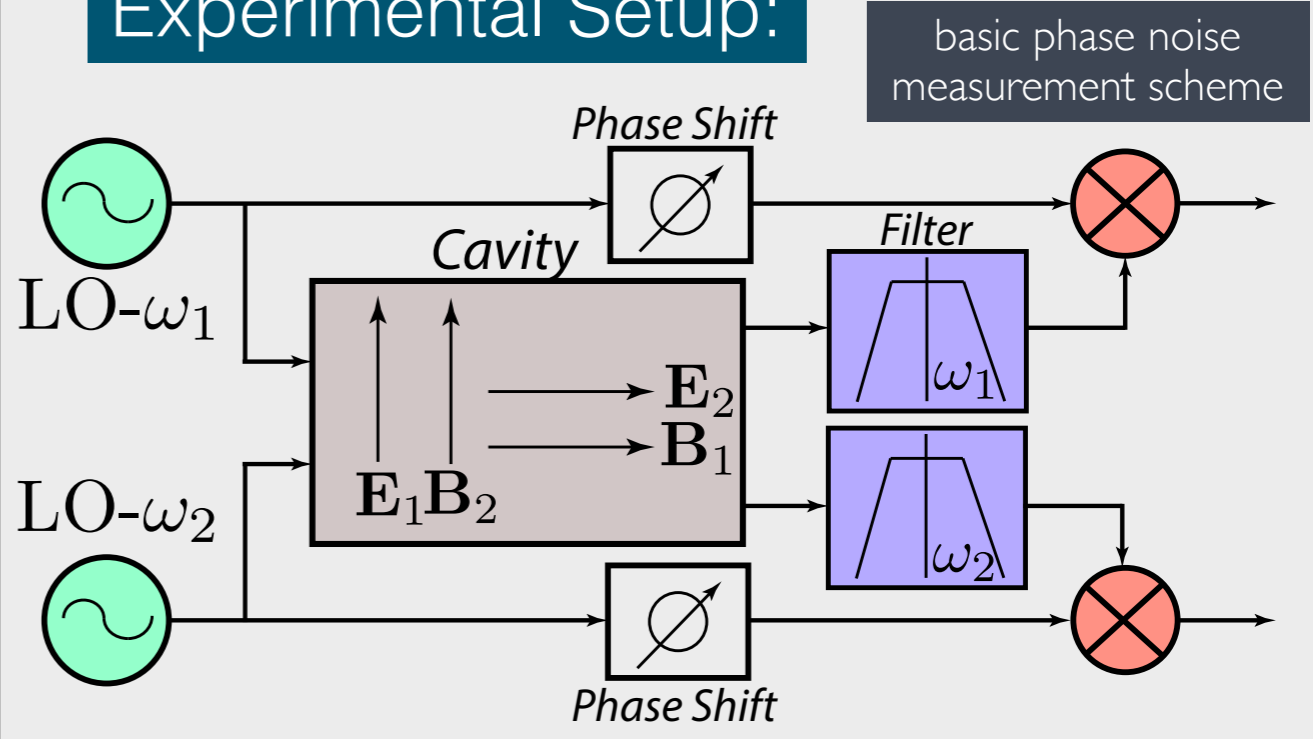 Experimental Setup:
basic phase noise
measurement scheme
Phase Shift
Filter
Cavity
LO-ω₁
E₂
ω₁
B₁
E₁B₂
LO-ω₂
ω₂
Phase Shift